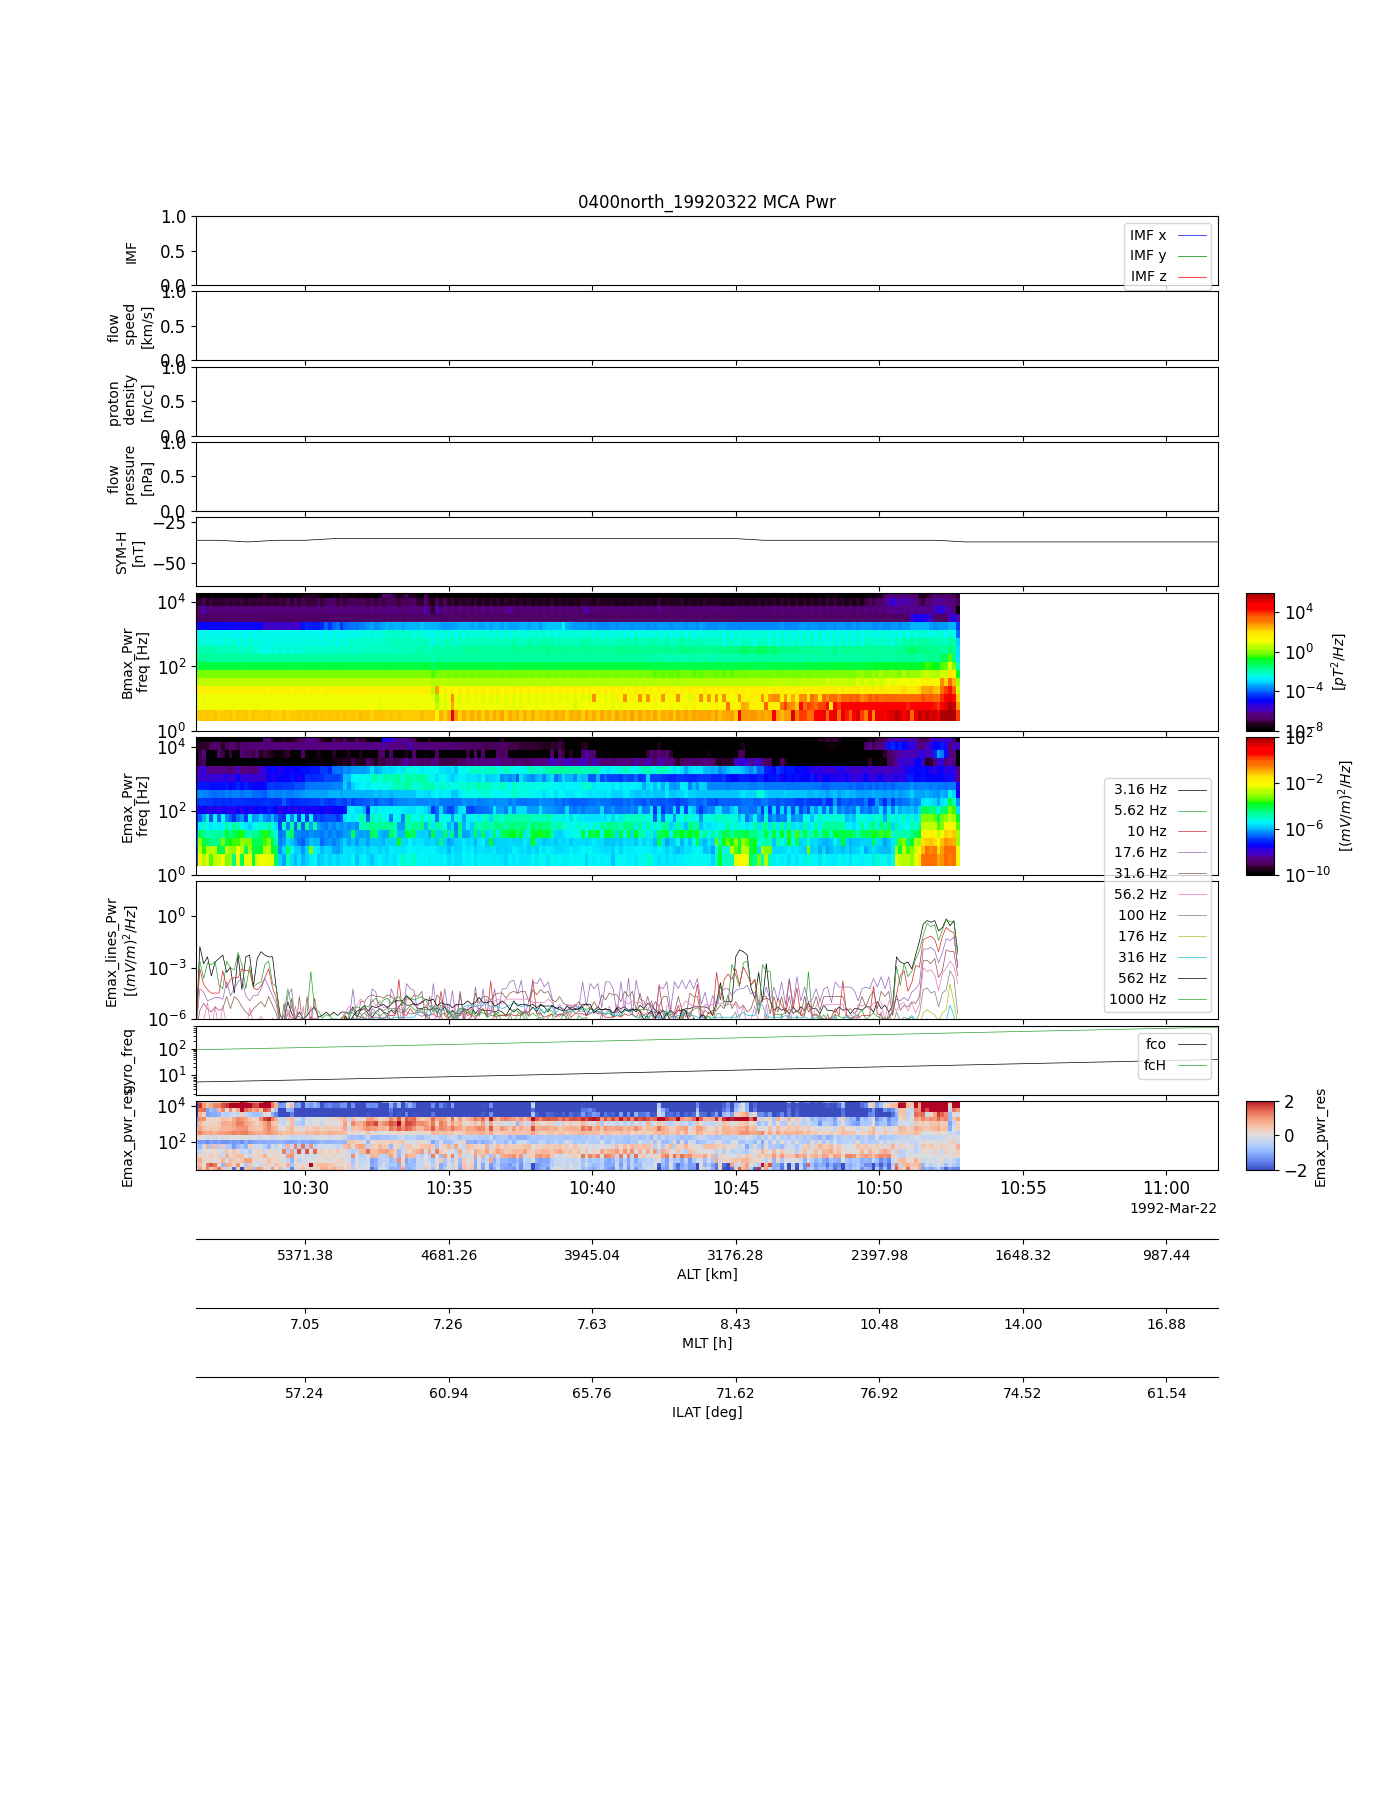 0400north_19920322 MCA Pwr
IMF
1.0
0.5
0.0
IMF x
IMF y
IMF z
flow
speed
[km/s]
1.0
0.5
0.0
proton
density
[n/cc]
1.0
0.5
0.0
flow
pressure
[nPa]
1.0
0.5
0.0
SYM-H
[nT]
−25
−50
Bmax_Pwr
freq [Hz]
10^4
10^2
10^0
10^4
10^0
10^−4
10^−8
[pT^2/Hz]
Emax_Pwr
freq [Hz]
10^4
10^2
10^0
10^2
10^−2
10^−6
10^−10
[(mV/m)^2/Hz]
Emax_lines_Pwr
[(mV/m)^2/Hz]
10^0
10^−3
10^−6
3.16 Hz
5.62 Hz
10 Hz
17.6 Hz
31.6 Hz
56.2 Hz
100 Hz
176 Hz
316 Hz
562 Hz
1000 Hz
gyro_freq
10^2
10^1
fco
fcH
Emax_pwr_res
10^4
10^2
2
0
−2
Emax_pwr_res
10:30 10:35 10:40 10:45 10:50 10:55 11:00
1992-Mar-22
5371.38 4681.26 3945.04 3176.28 2397.98 1648.32 987.44
ALT [km]
7.05 7.26 7.63 8.43 10.48 14.00 16.88
MLT [h]
57.24 60.94 65.76 71.62 76.92 74.52 61.54
ILAT [deg]